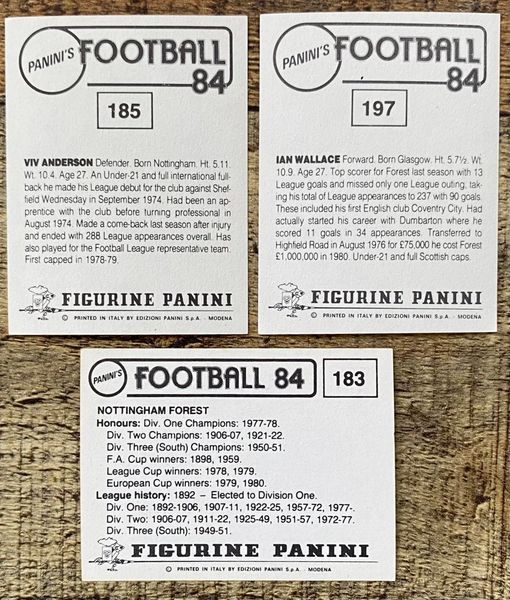 PANINI'S FOOTBALL 84
185
VIV ANDERSON Defender. Born Nottingham. Ht. 5.11.
Wt. 10.4. Age 27. An Under-21 and full international full-
back he made his League debut for the club against Shef-
field Wednesday in September 1974. Had been an ap-
prentice with the club before turning professional in
August 1974. Made a come-back last season after injury
and ended with 288 League appearances overall. Has
also played for the Football League representative team.
First capped in 1978-79.
FIGURINE PANINI
© PRINTED IN ITALY BY EDIZIONI PANINI S.p.A. - MODENA
PANINI'S FOOTBALL 84
197
IAN WALLACE Forward. Born Glasgow. Ht. 5.7½. Wt.
10.9. Age 27. Top scorer for Forest last season with 13
League goals and missed only one League outing, taking
his total of League appearances to 237 with 90 goals.
These included his first English club Coventry City. Had
actually started his career with Dumbarton where he
scored 11 goals in 34 appearances. Transferred to
Highfield Road in August 1976 for £75,000 he cost Forest
£1,000,000 in 1980. Under-21 and full Scottish caps.
FIGURINE PANINI
© PRINTED IN ITALY BY EDIZIONI PANINI S.p.A. - MODENA
PANINI'S FOOTBALL 84 183
NOTTINGHAM FOREST
Honours: Div. One Champions: 1977-78.
Div. Two Champions: 1906-07, 1921-22.
Div. Three (South) Champions: 1950-51.
F.A. Cup winners: 1898, 1959.
League Cup winners: 1978, 1979.
European Cup winners: 1979, 1980.
League history: 1892 – Elected to Division One.
Div. One: 1892-1906, 1907-11, 1922-25, 1957-72, 1977-.
Div. Two: 1906-07, 1911-22, 1925-49, 1951-57, 1972-77.
Div. Three (South): 1949-51.
FIGURINE PANINI
© PRINTED IN ITALY BY EDIZIONI PANINI S.p.A. - MODENA